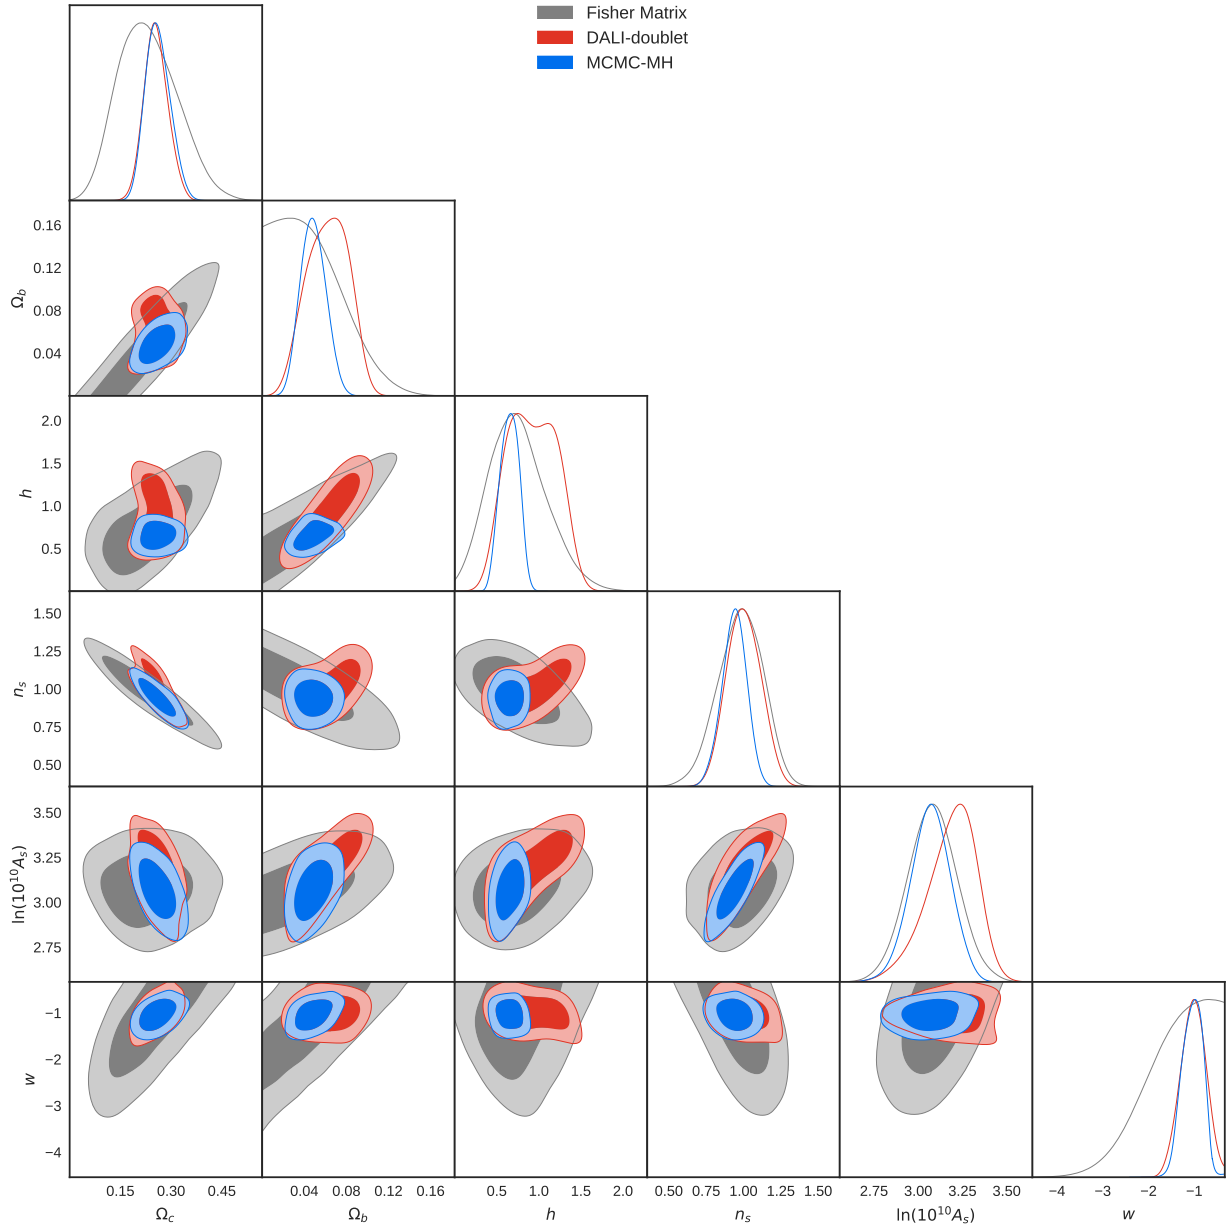 Fisher Matrix
DALI-doublet
MCMC-MH
0.16
0.12
0.08
0.04
Ω_b
2.0
1.5
1.0
0.5
h
1.50
1.25
1.00
0.75
0.50
n_s
3.50
3.25
3.00
2.75
ln(10^{10}A_s)
−1
−2
−3
−4
w
0.15 0.30 0.45
0.04 0.08 0.12 0.16
0.5 1.0 1.5 2.0
0.50 0.75 1.00 1.25 1.50
2.75 3.00 3.25 3.50
−4 −3 −2 −1
Ω_c
Ω_b
h
n_s
ln(10^{10}A_s)
w